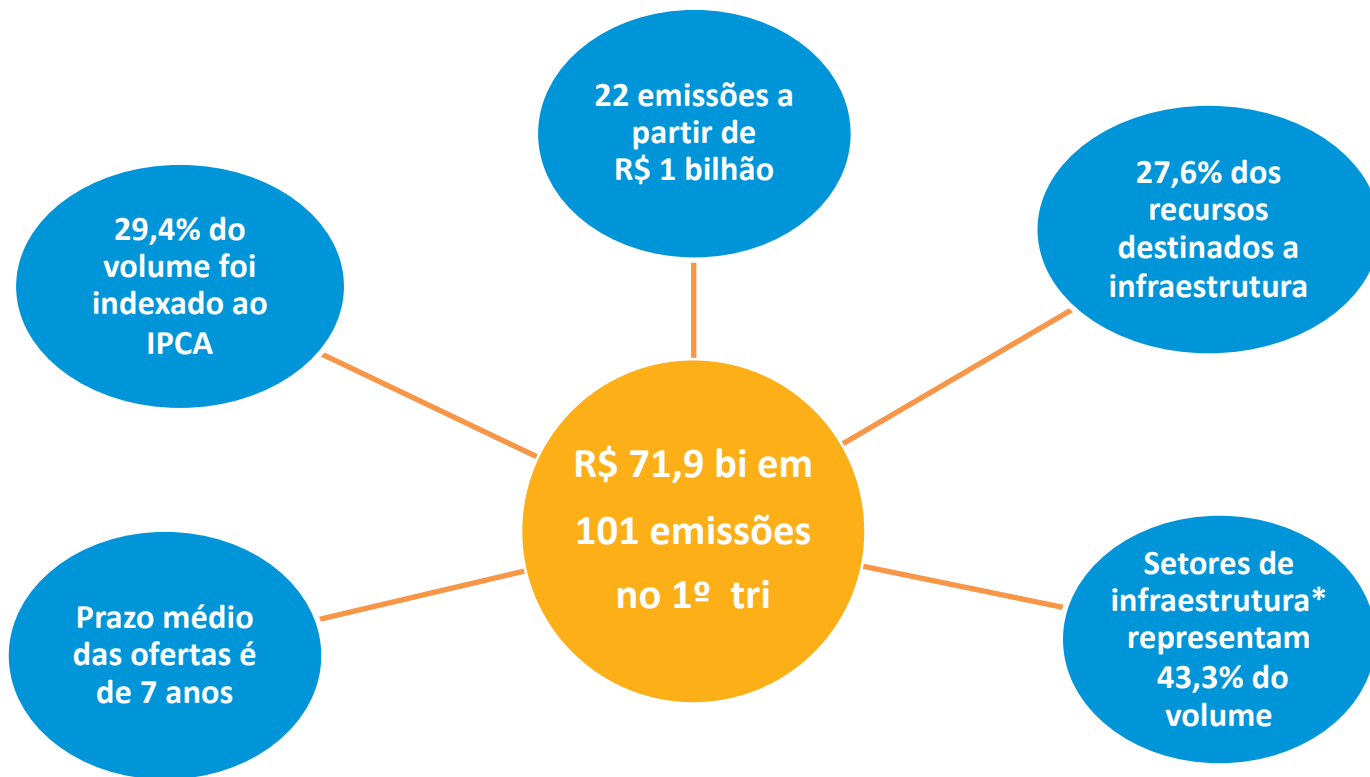 22 emissões a
partir de
R$ 1 bilhão
29,4% do
volume foi
indexado ao
IPCA
27,6% dos
recursos
destinados a
infraestrutura
R$ 71,9 bi em
101 emissões
no 1º tri
Prazo médio
das ofertas é
de 7 anos
Setores de
infraestrutura*
representam
43,3% do
volume